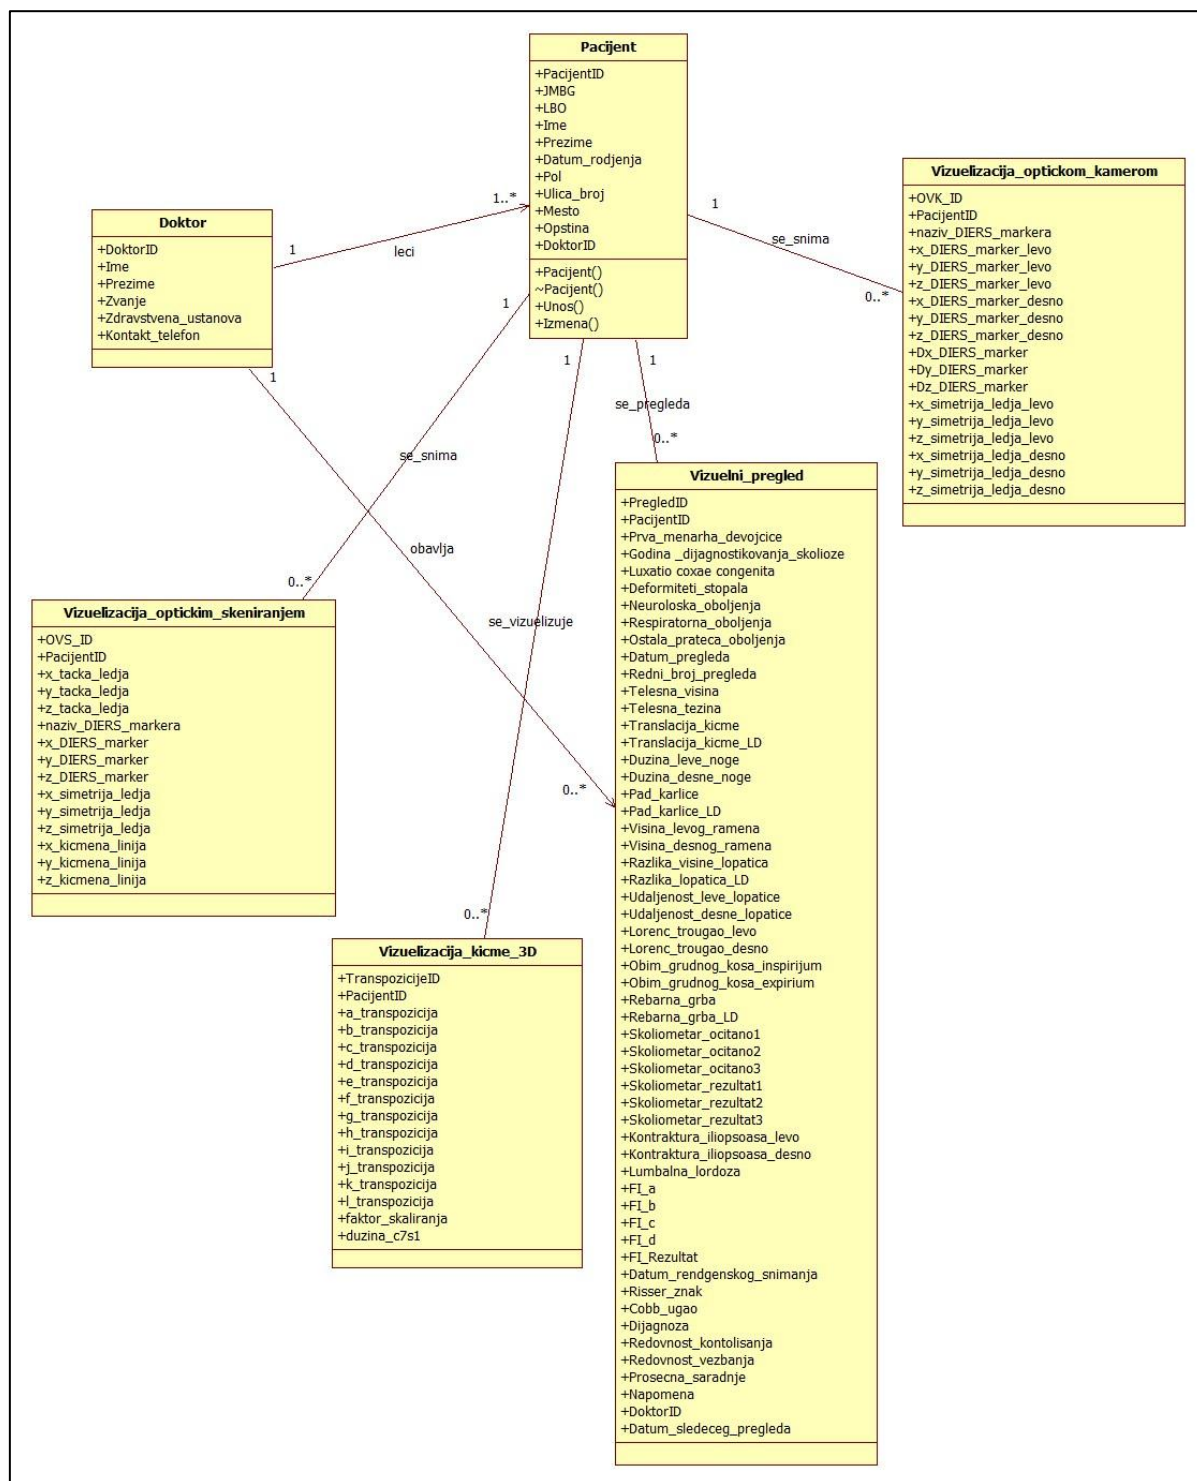 Pacijent
+PacijentID
+JMBG
+LBO
+Ime
+Prezime
+Datum_rodjenja
+Pol
+Ulica_broj
+Mesto
+Opstina
+DoktorID
+Pacijent()
~Pacijent()
+Unos()
+Izmena()
Doktor
+DoktorID
+Ime
+Prezime
+Zvanje
+Zdravstvena_ustanova
+Kontakt_telefon
1
leci
1..*
1
se_snima
0..*
Vizuelizacija_optickom_kamerom
+OVK_ID
+PacijentID
+naziv_DIERS_markera
+x_DIERS_marker_levo
+y_DIERS_marker_levo
+z_DIERS_marker_levo
+x_DIERS_marker_desno
+y_DIERS_marker_desno
+z_DIERS_marker_desno
+Dx_DIERS_marker
+Dy_DIERS_marker
+Dz_DIERS_marker
+x_simetrija_ledja_levo
+y_simetrija_ledja_levo
+z_simetrija_ledja_levo
+x_simetrija_ledja_desno
+y_simetrija_ledja_desno
+z_simetrija_ledja_desno
1
se_snima
0..*
1
obavlja
0..*
1
se_vizuelizuje
0..*
1
se_pregleda
0..*
Vizuelizacija_optickim_skeniranjem
+OVS_ID
+PacijentID
+x_tacka_ledja
+y_tacka_ledja
+z_tacka_ledja
+naziv_DIERS_markera
+x_DIERS_marker
+y_DIERS_marker
+z_DIERS_marker
+x_simetrija_ledja
+y_simetrija_ledja
+z_simetrija_ledja
+x_kicmena_linija
+y_kicmena_linija
+z_kicmena_linija
Vizuelizacija_kicme_3D
+TranspozicijeID
+PacijentID
+a_transpozicija
+b_transpozicija
+c_transpozicija
+d_transpozicija
+e_transpozicija
+f_transpozicija
+g_transpozicija
+h_transpozicija
+i_transpozicija
+j_transpozicija
+k_transpozicija
+l_transpozicija
+faktor_skaliranja
+duzina_c7s1
Vizuelni_pregled
+PregledID
+PacijentID
+Prva_menarha_devojcice
+Godina _dijagnostikovanja_skolioze
+Luxatio coxae congenita
+Deformiteti_stopala
+Neuroloska_oboljenja
+Respiratorna_oboljenja
+Ostala_prateca_oboljenja
+Datum_pregleda
+Redni_broj_pregleda
+Telesna_visina
+Telesna_tezina
+Translacija_kicme
+Translacija_kicme_LD
+Duzina_leve_noge
+Duzina_desne_noge
+Pad_karlice
+Pad_karlice_LD
+Visina_levog_ramena
+Visina_desnog_ramena
+Razlika_visine_lopatica
+Razlika_lopatica_LD
+Udaljenost_leve_lopatice
+Udaljenost_desne_lopatice
+Lorenc_trougao_levo
+Lorenc_trougao_desno
+Obim_grudnog_kosa_inspirijum
+Obim_grudnog_kosa_expirium
+Rebarna_grba
+Rebarna_grba_LD
+Skoliometar_ocitano1
+Skoliometar_ocitano2
+Skoliometar_ocitano3
+Skoliometar_rezultat1
+Skoliometar_rezultat2
+Skoliometar_rezultat3
+Kontraktura_iliopsoasa_levo
+Kontraktura_iliopsoasa_desno
+Lumbalna_lordoza
+FI_a
+FI_b
+FI_c
+FI_d
+FI_Rezultat
+Datum_rendgenskog_snimanja
+Risser_znak
+Cobb_ugao
+Dijagnoza
+Redovnost_kontolisanja
+Redovnost_vezbanja
+Prosecna_saradnje
+Napomena
+DoktorID
+Datum_sledeceg_pregleda